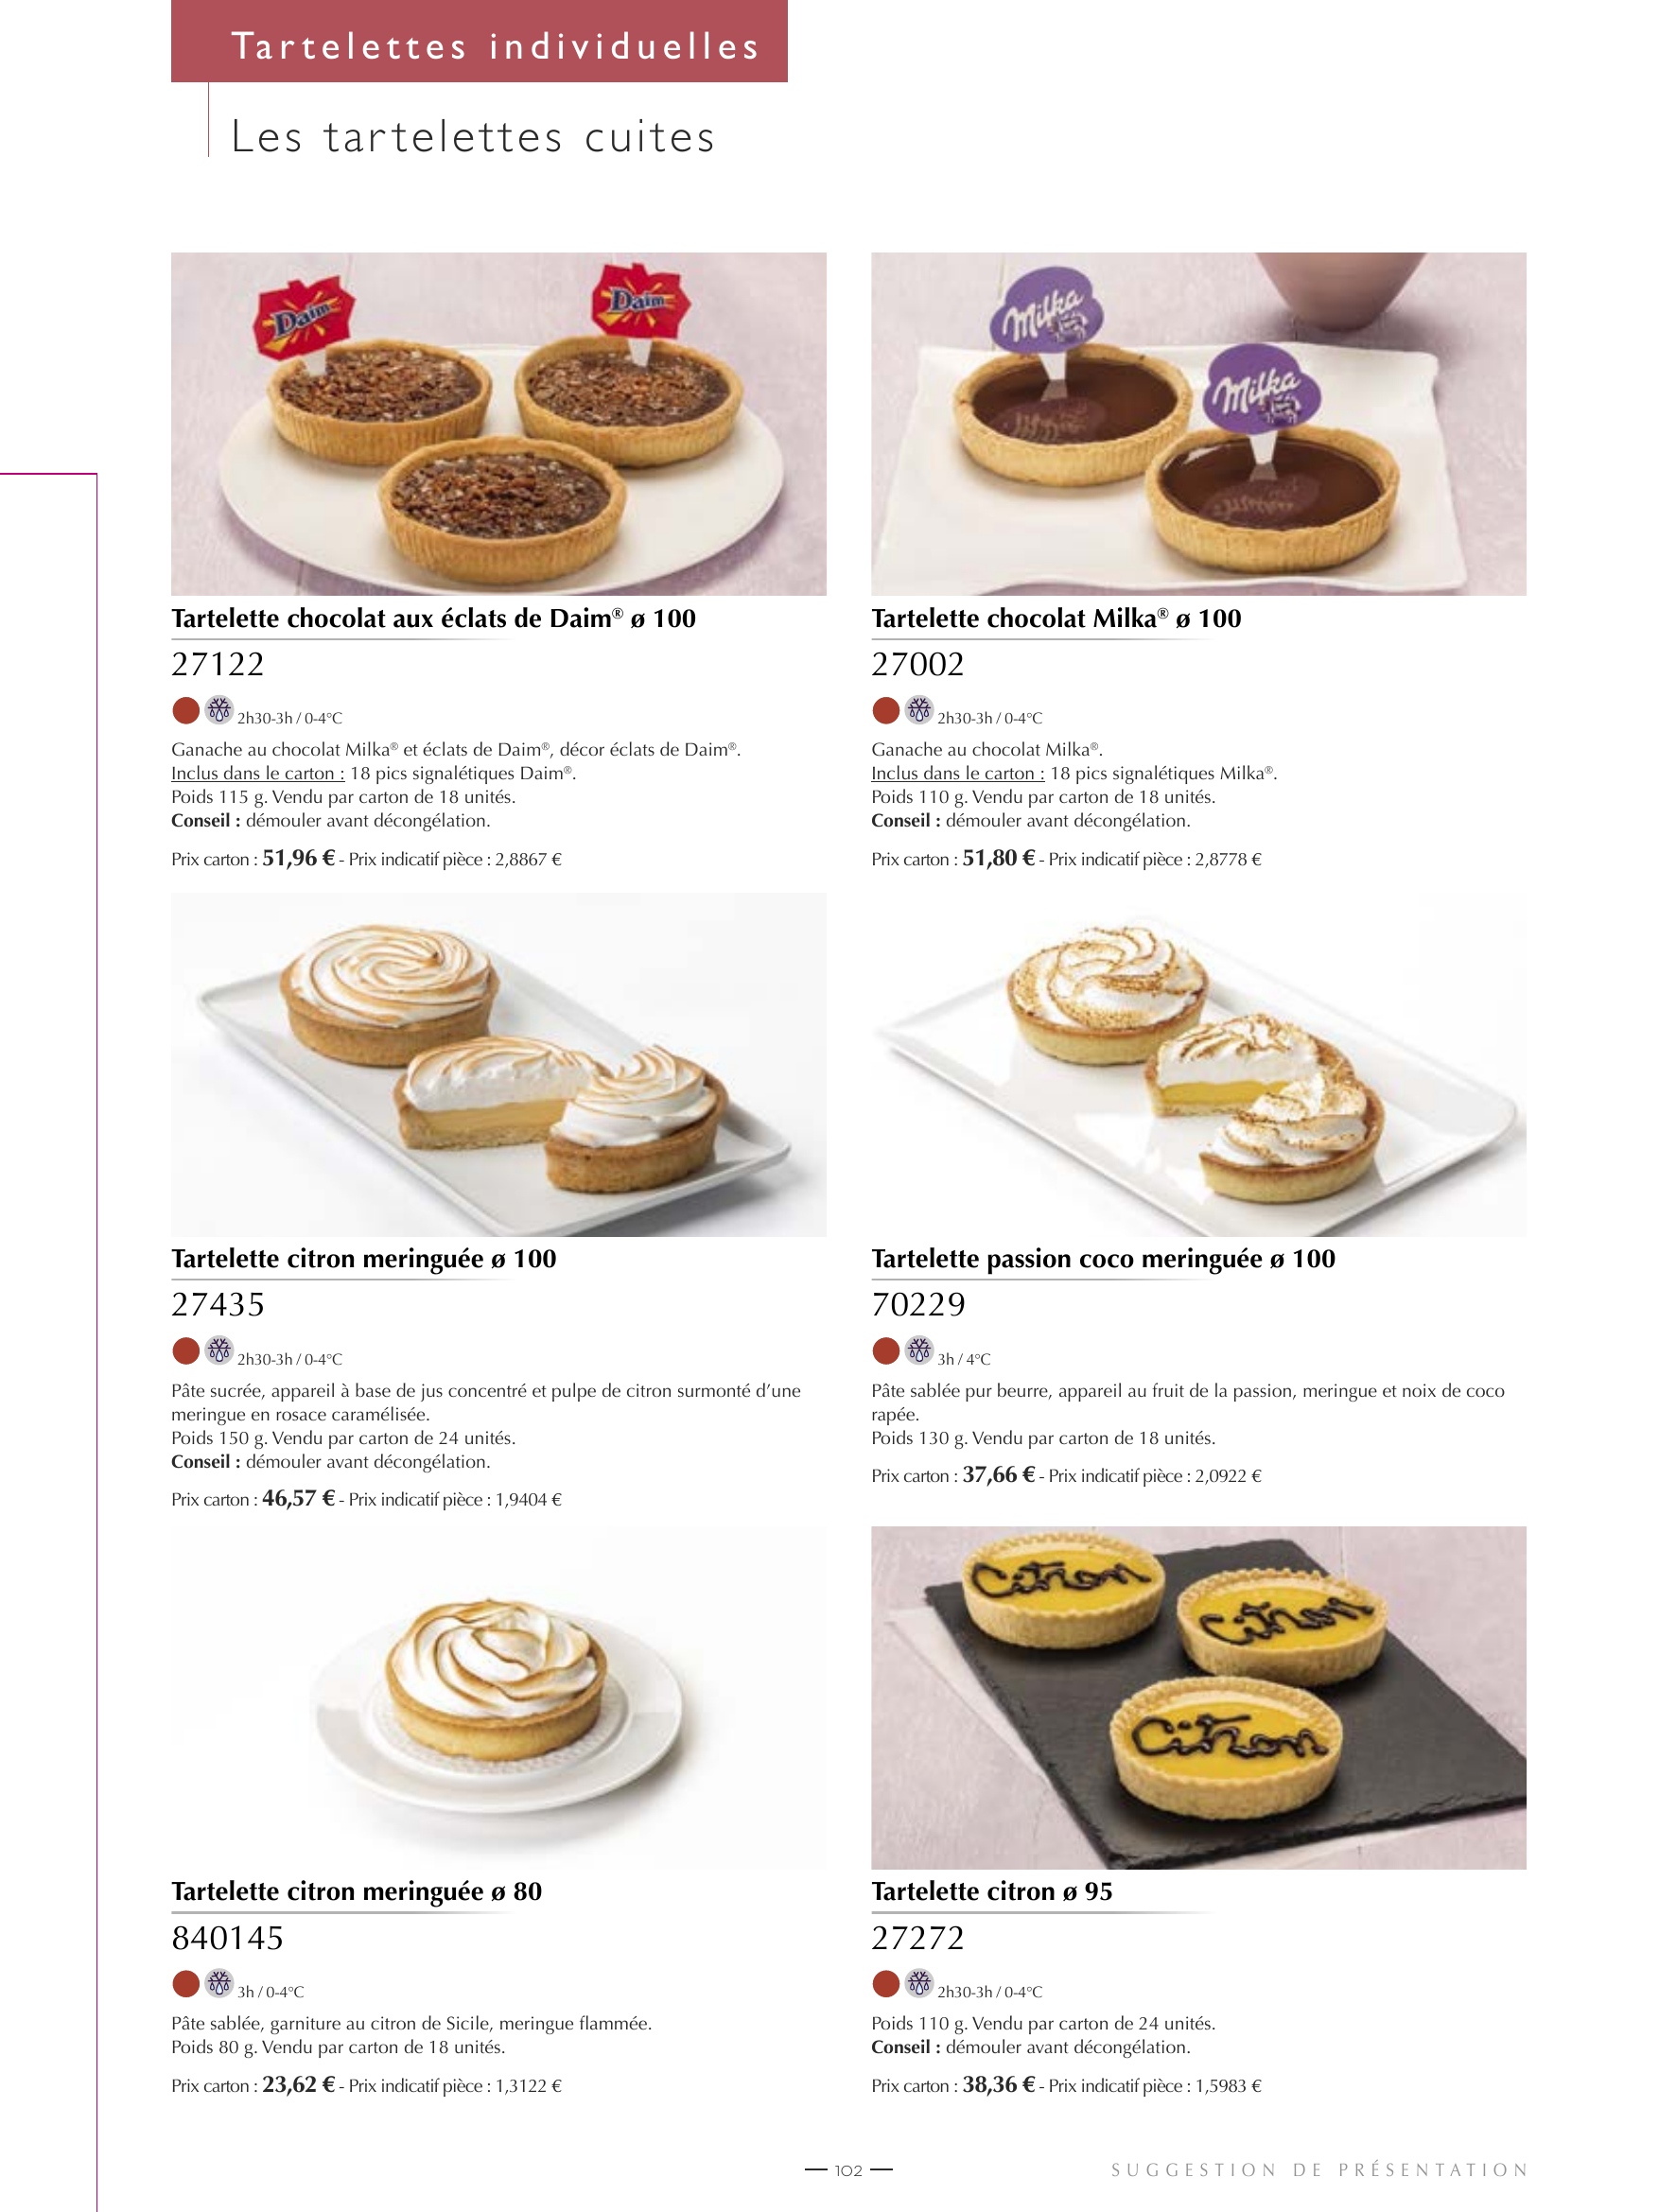 Tartelettes individuelles
Les tartelettes cuites
Daim
Daim
Tartelette chocolat aux éclats de Daim® ø 100
27122
2h30-3h / 0-4°C
Ganache au chocolat Milka® et éclats de Daim®, décor éclats de Daim®.
Inclus dans le carton : 18 pics signalétiques Daim®.
Poids 115 g. Vendu par carton de 18 unités.
Conseil : démouler avant décongélation.
Prix carton : 51,96 € - Prix indicatif pièce : 2,8867 €
Milka
Milka
Tartelette chocolat Milka® ø 100
27002
2h30-3h / 0-4°C
Ganache au chocolat Milka®.
Inclus dans le carton : 18 pics signalétiques Milka®.
Poids 110 g. Vendu par carton de 18 unités.
Conseil : démouler avant décongélation.
Prix carton : 51,80 € - Prix indicatif pièce : 2,8778 €
Tartelette citron meringuée ø 100
27435
2h30-3h / 0-4°C
Pâte sucrée, appareil à base de jus concentré et pulpe de citron surmonté d’une
meringue en rosace caramélisée.
Poids 150 g. Vendu par carton de 24 unités.
Conseil : démouler avant décongélation.
Prix carton : 46,57 € - Prix indicatif pièce : 1,9404 €
Tartelette passion coco meringuée ø 100
70229
3h / 4°C
Pâte sablée pur beurre, appareil au fruit de la passion, meringue et noix de coco
rapée.
Poids 130 g. Vendu par carton de 18 unités.
Prix carton : 37,66 € - Prix indicatif pièce : 2,0922 €
Tartelette citron meringuée ø 80
840145
3h / 0-4°C
Pâte sablée, garniture au citron de Sicile, meringue flammée.
Poids 80 g. Vendu par carton de 18 unités.
Prix carton : 23,62 € - Prix indicatif pièce : 1,3122 €
Citron
Citron
Citron
Tartelette citron ø 95
27272
2h30-3h / 0-4°C
Poids 110 g. Vendu par carton de 24 unités.
Conseil : démouler avant décongélation.
Prix carton : 38,36 € - Prix indicatif pièce : 1,5983 €
102
SUGGESTION DE PRÉSENTATION